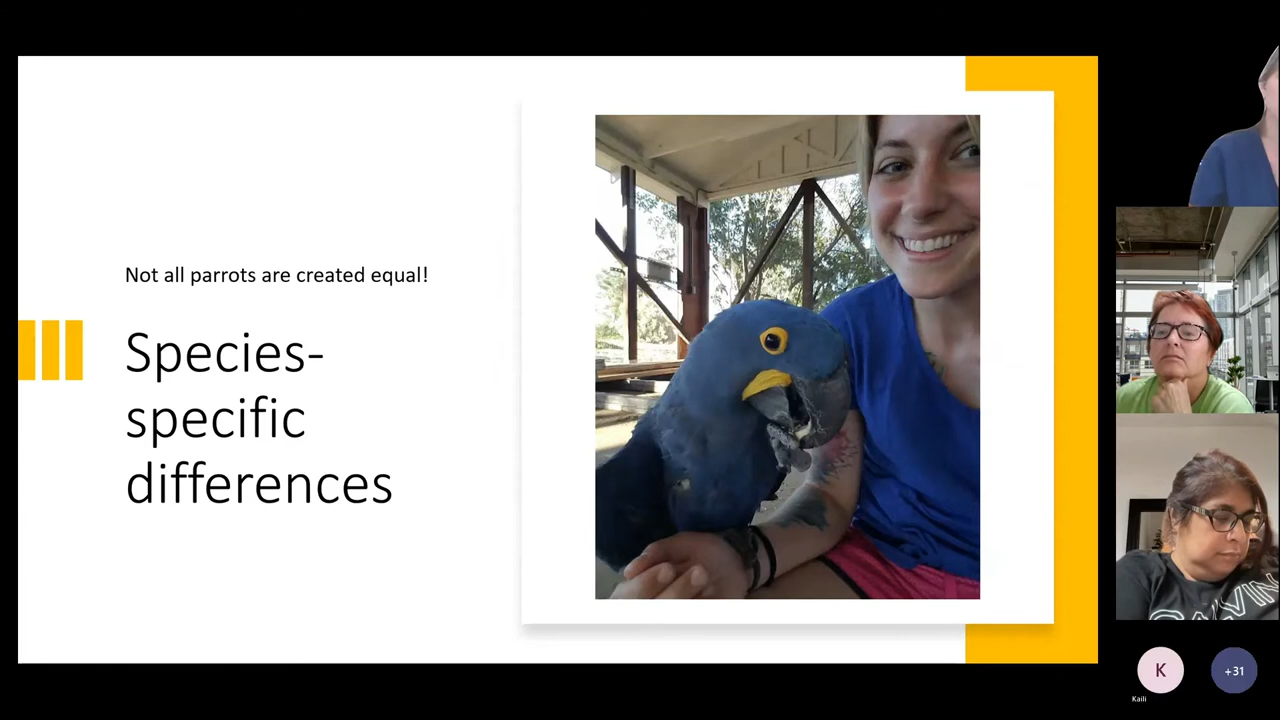 Not all parrots are created equal!
Species-
specific
differences
K
Kaili
+31